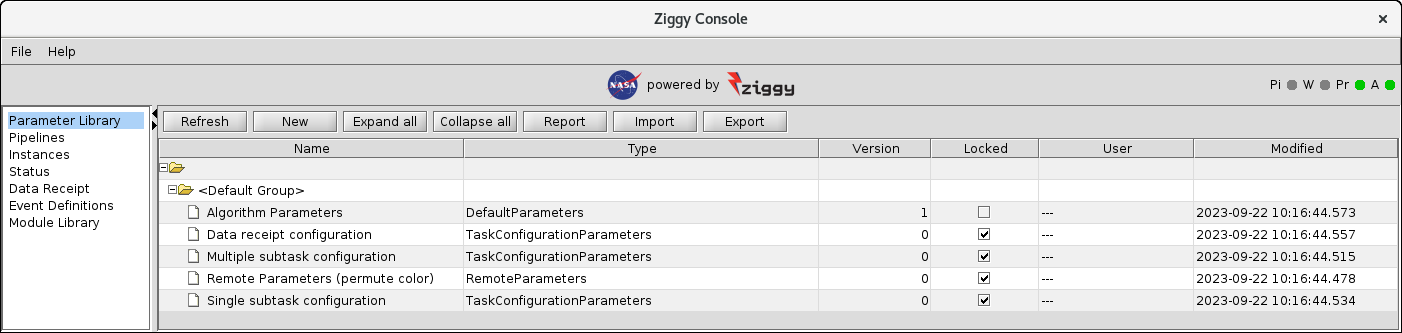 Ziggy Console
File Help
NASA powered by ziggy Pi W Pr A
Parameter Library
Pipelines
Instances
Status
Data Receipt
Event Definitions
Module Library
Refresh New Expand all Collapse all Report Import Export
Name Type Version Locked User Modified
<Default Group>
Algorithm Parameters DefaultParameters 1 --- 2023-09-22 10:16:44.573
Data receipt configuration TaskConfigurationParameters 0 --- 2023-09-22 10:16:44.557
Multiple subtask configuration TaskConfigurationParameters 0 --- 2023-09-22 10:16:44.515
Remote Parameters (permute color) RemoteParameters 0 --- 2023-09-22 10:16:44.478
Single subtask configuration TaskConfigurationParameters 0 --- 2023-09-22 10:16:44.534